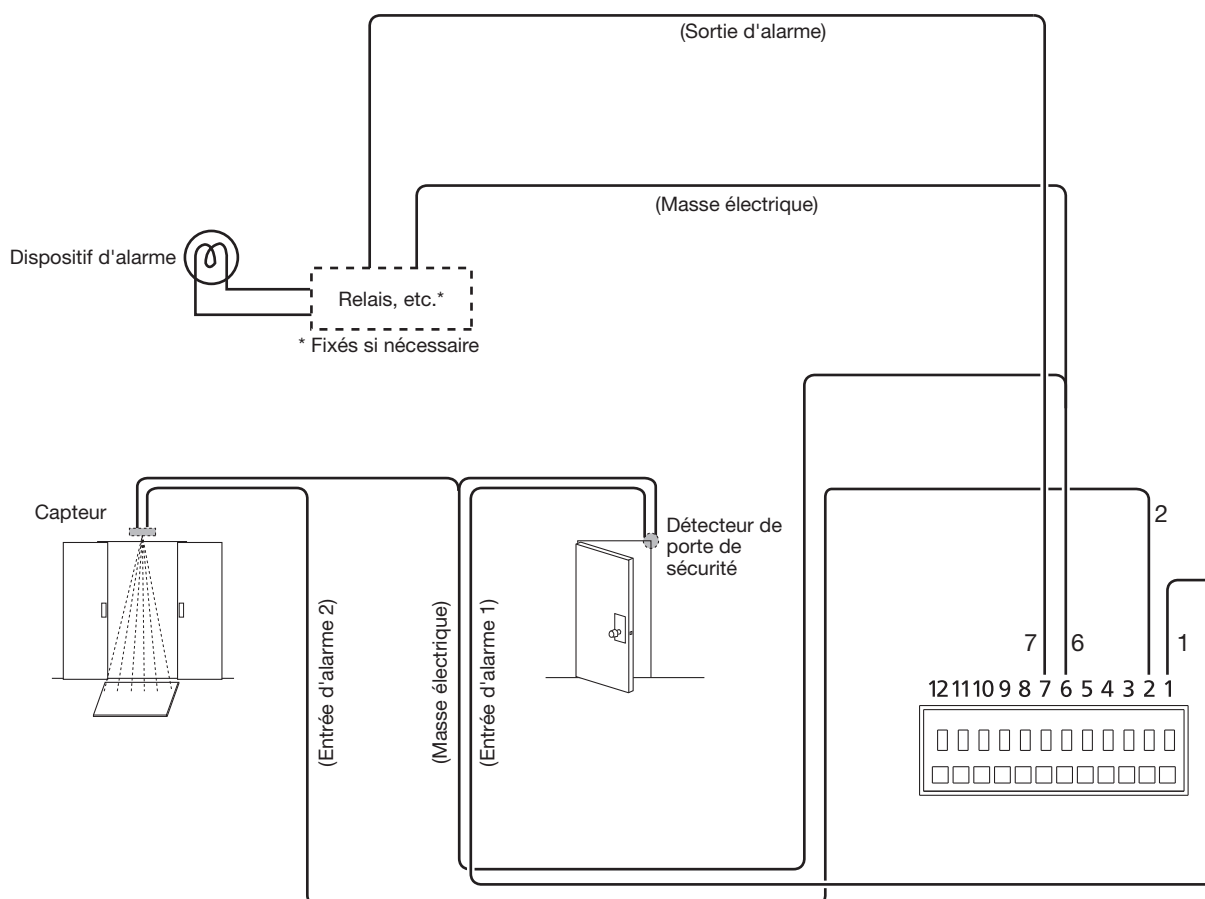 (Sortie d'alarme)
(Masse électrique)
Dispositif d'alarme
Relais, etc.*
* Fixés si nécessaire
Capteur
Détecteur de
porte de
sécurité
(Entrée d'alarme 2)
(Masse électrique)
(Entrée d'alarme 1)
2
7
6
1
12 11 10 9 8 7 6 5 4 3 2 1